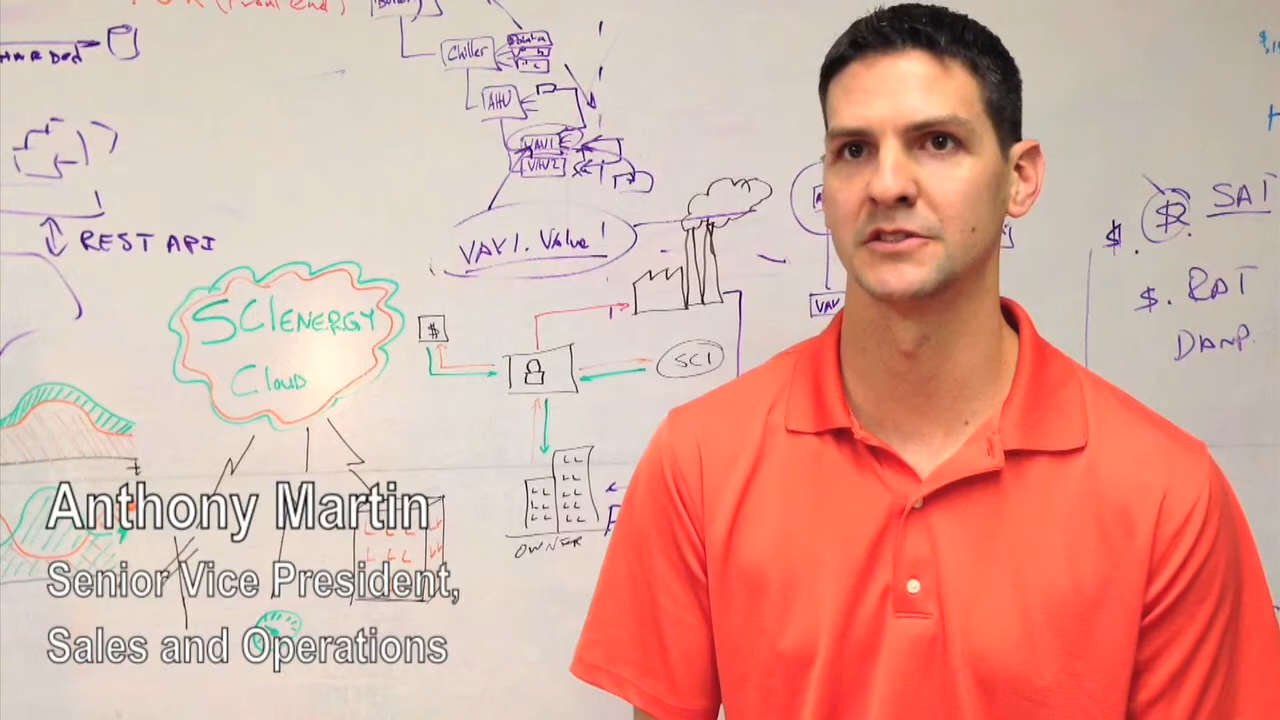 Chiller
HARDED
AHU
VAV1
VAV2
REST API
VAV1. Value
SAT
$
$.
$. RAT
SCIENERGY
Cloud
$
SCI
VAV
DAMP.
t
OWNER
Anthony Martin
Senior Vice President,
Sales and Operations